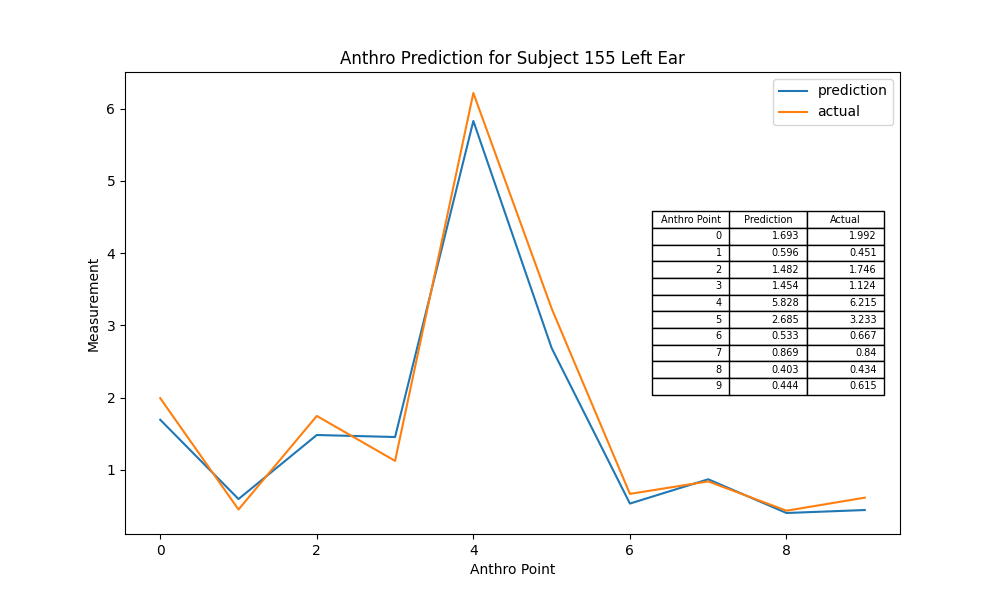 Anthro Prediction for Subject 155 Left Ear
prediction
actual
6
5
4
3
2
1
Measurement
Anthro Point Prediction Actual
0 1.693 1.992
1 0.596 0.451
2 1.482 1.746
3 1.454 1.124
4 5.828 6.215
5 2.685 3.233
6 0.533 0.667
7 0.869 0.84
8 0.403 0.434
9 0.444 0.615
0 2 4 6 8
Anthro Point